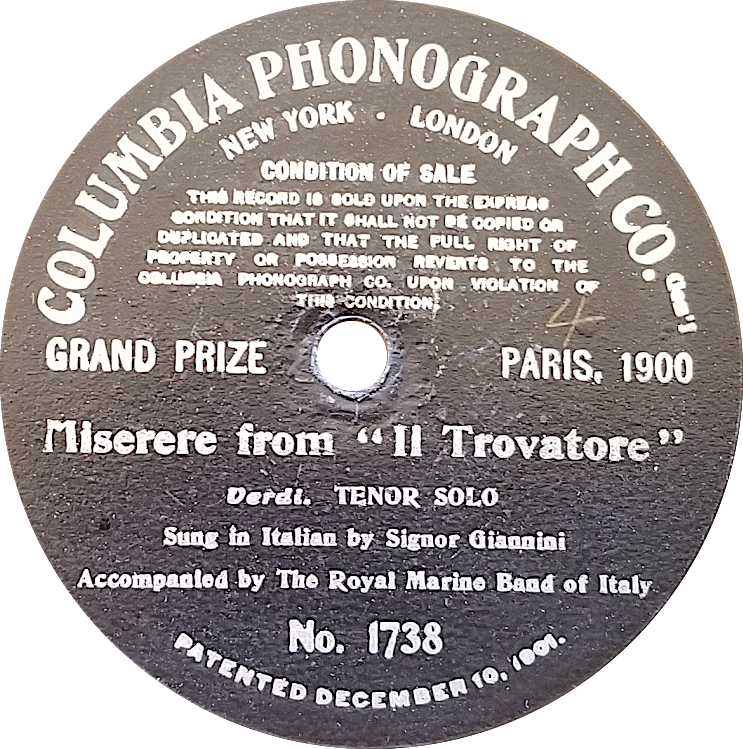 COLUMBIA PHONOGRAPH CO. Gen'l
NEW YORK · LONDON
CONDITION OF SALE
THIS RECORD IS SOLD UPON THE EXPRESS
CONDITION THAT IT SHALL NOT BE COPIED OR
DUPLICATED AND THAT THE FULL RIGHT OF
PROPERTY OR POSSESSION REVERTS TO THE
COLUMBIA PHONOGRAPH CO. UPON VIOLATION OF
THIS CONDITION.
4
GRAND PRIZE PARIS, 1900
Miserere from "Il Trovatore"
Verdi. TENOR SOLO
Sung in Italian by Signor Giannini
Accompanied by The Royal Marine Band of Italy
No. 1738
PATENTED DECEMBER 10, 1901.